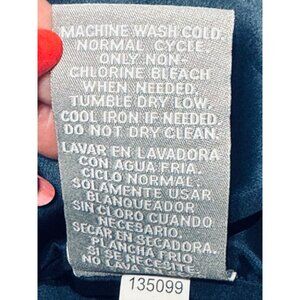 MACHINE WASH COLD.
NORMAL CYCLE.
ONLY NON-
CHLORINE BLEACH
WHEN NEEDED.
TUMBLE DRY LOW.
COOL IRON IF NEEDED.
DO NOT DRY CLEAN.
LAVAR EN LAVADORA
CON AGUA FRIA.
CICLO NORMAL.
SOLAMENTE USAR
BLANQUEADOR
SIN CLORO CUANDO
NECESARIO.
SECAR EN SECADORA.
PLANCHA FRIO
SI SE NECESITE.
NO LAVAR
135099